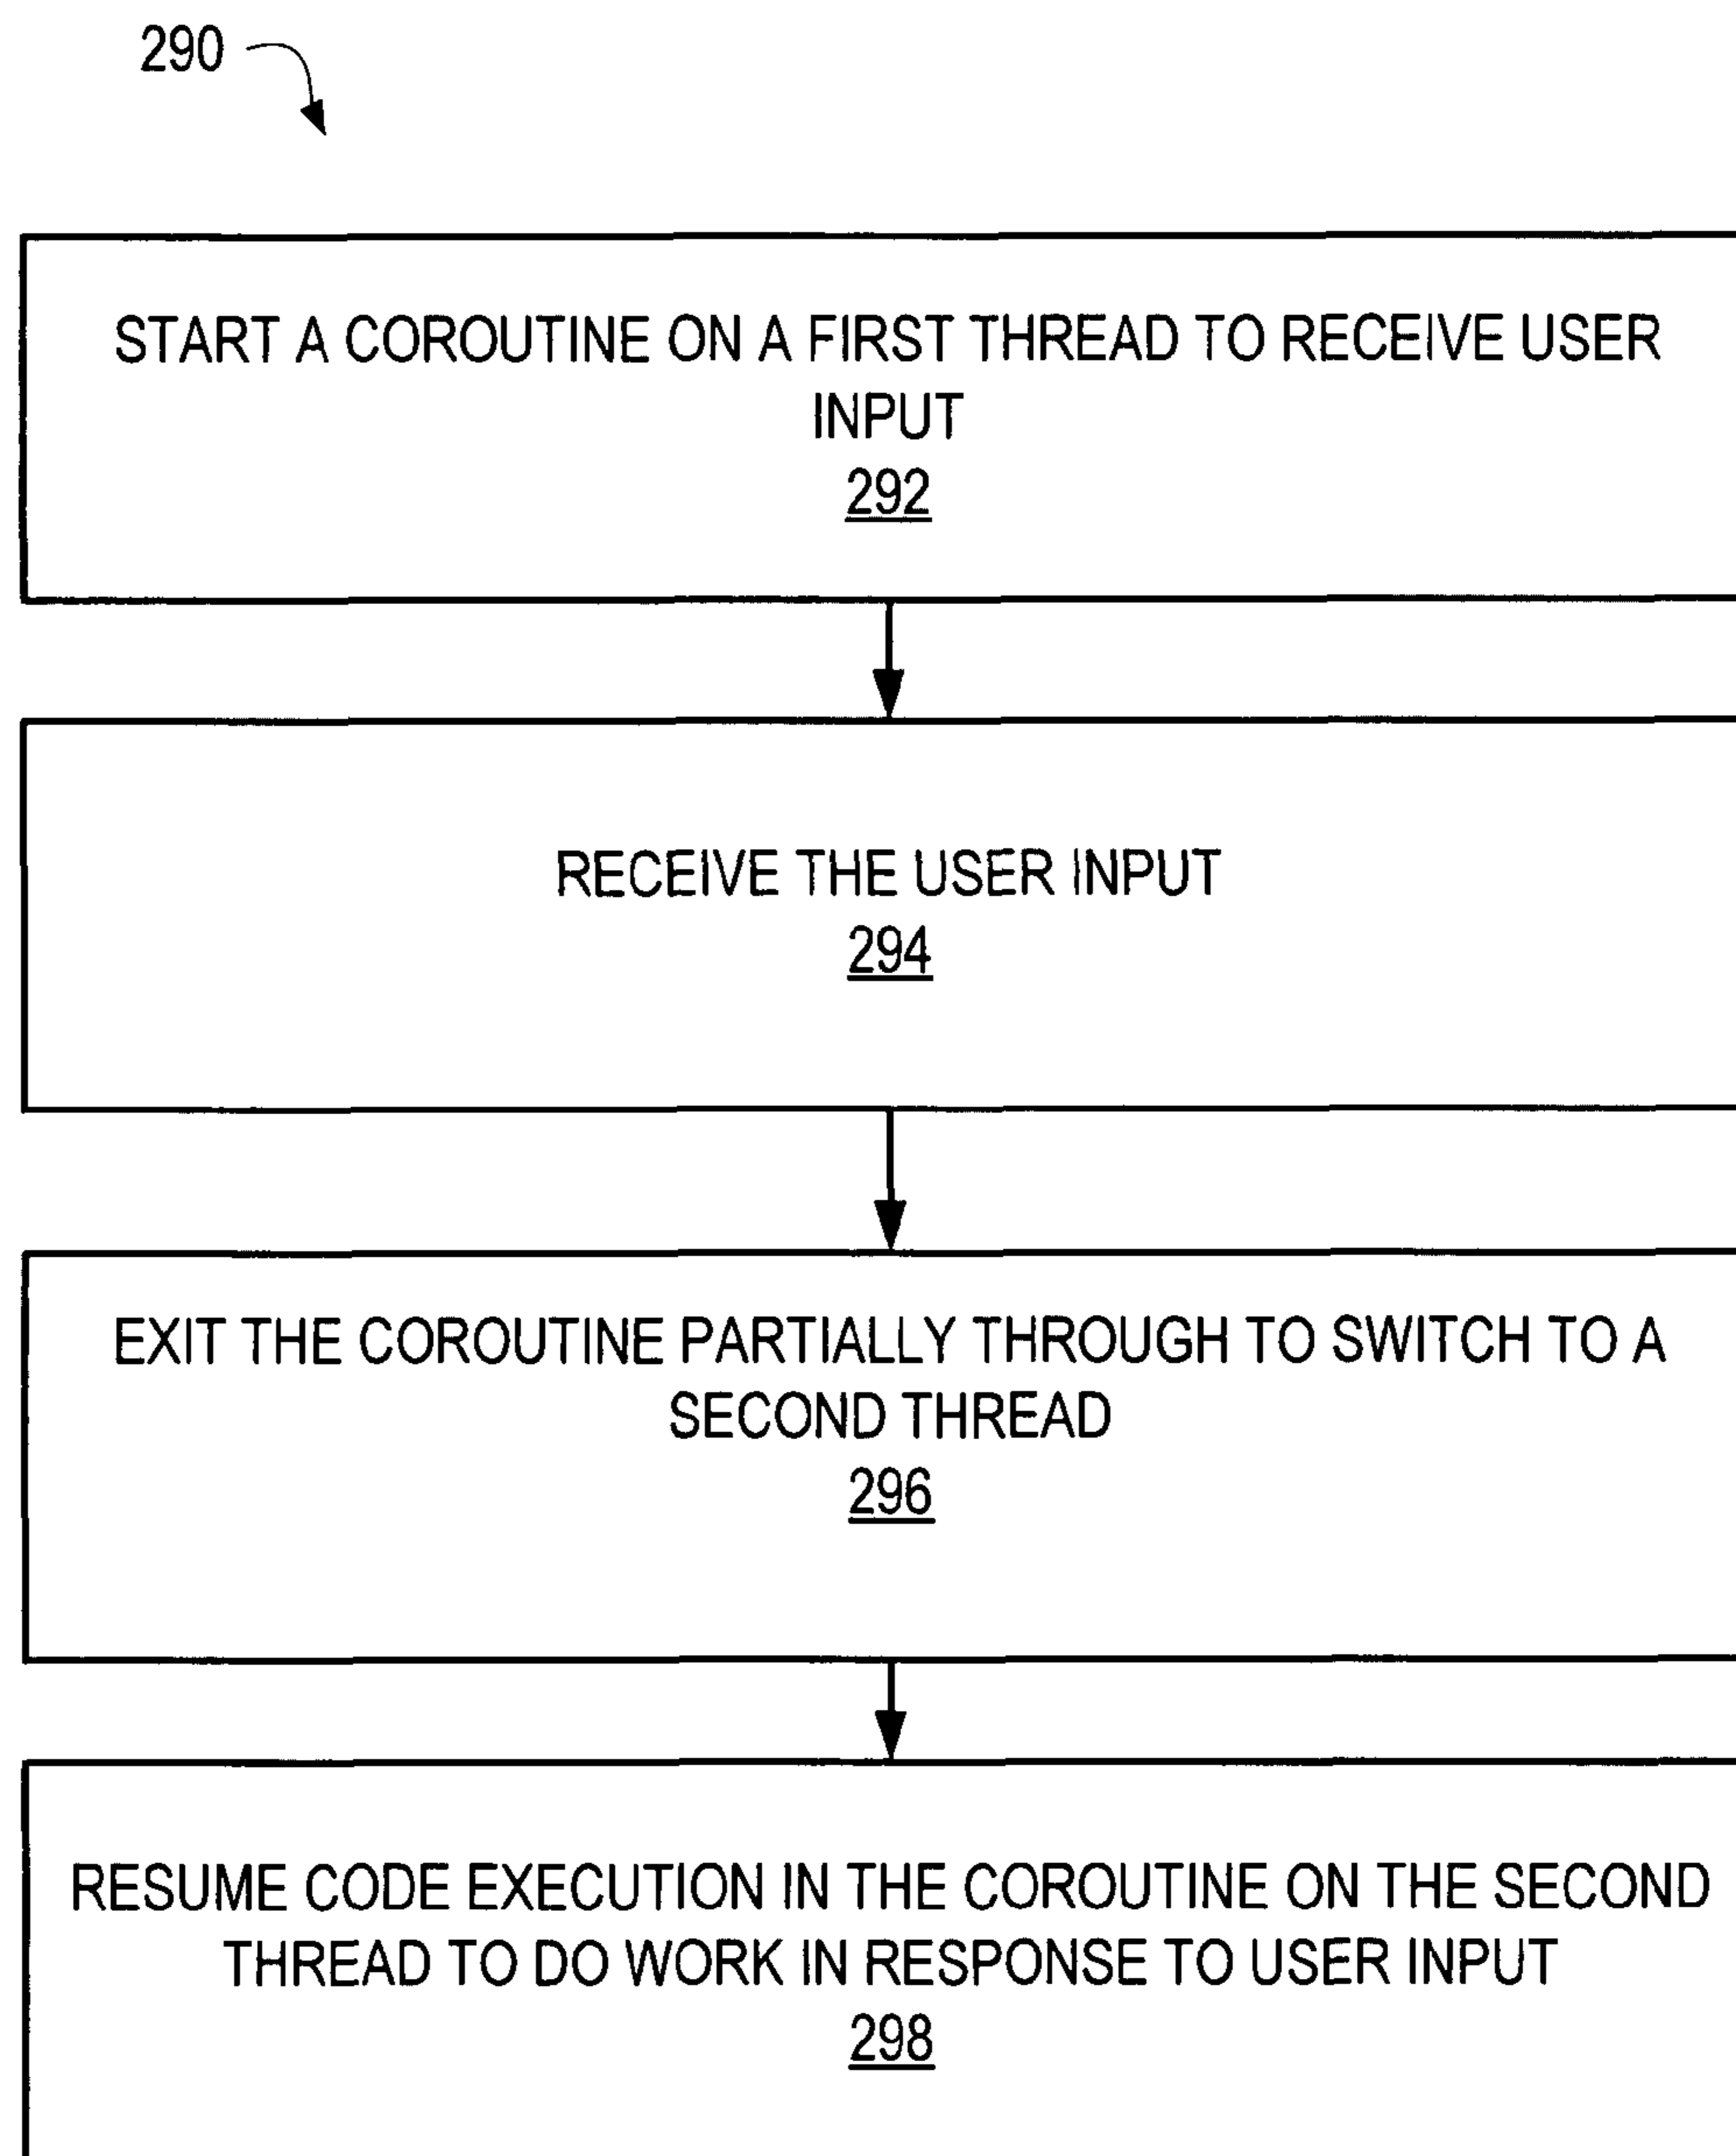 290
START A COROUTINE ON A FIRST THREAD TO RECEIVE USER
INPUT
292
RECEIVE THE USER INPUT
294
EXIT THE COROUTINE PARTIALLY THROUGH TO SWITCH TO A
SECOND THREAD
296
RESUME CODE EXECUTION IN THE COROUTINE ON THE SECOND
THREAD TO DO WORK IN RESPONSE TO USER INPUT
298